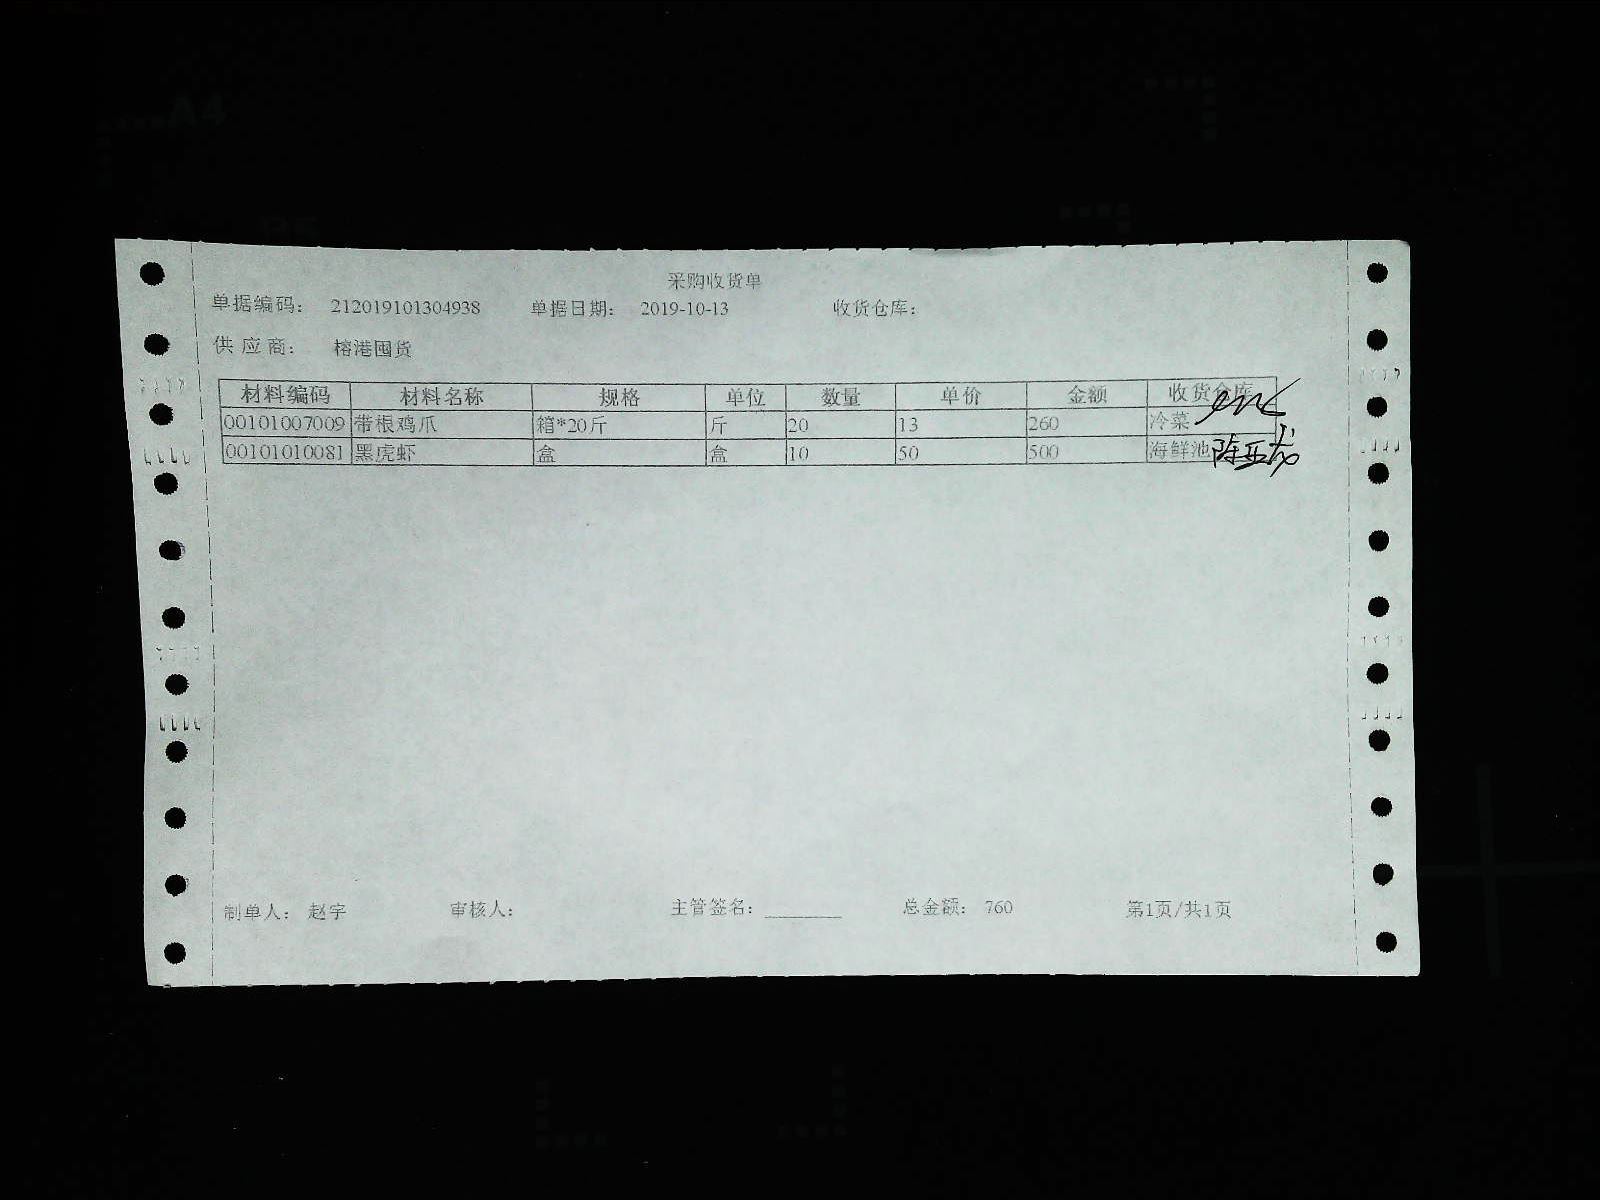 采购收货单
单据编码： 212019101304938 单据日期： 2019-10-13 收货仓库：
供应商： 榕港囤货
材料编码 材料名称 规格 单位 数量 单价 金额 收货仓库
00101007009 带根鸡爪 箱*20斤 斤 20 13 260 冷菜
00101010081 黑虎虾 盒 盒 10 50 500 海鲜池 陈亚龙
制单人： 赵宇 审核人： 主管签名：________ 总金额： 760 第1页/共1页